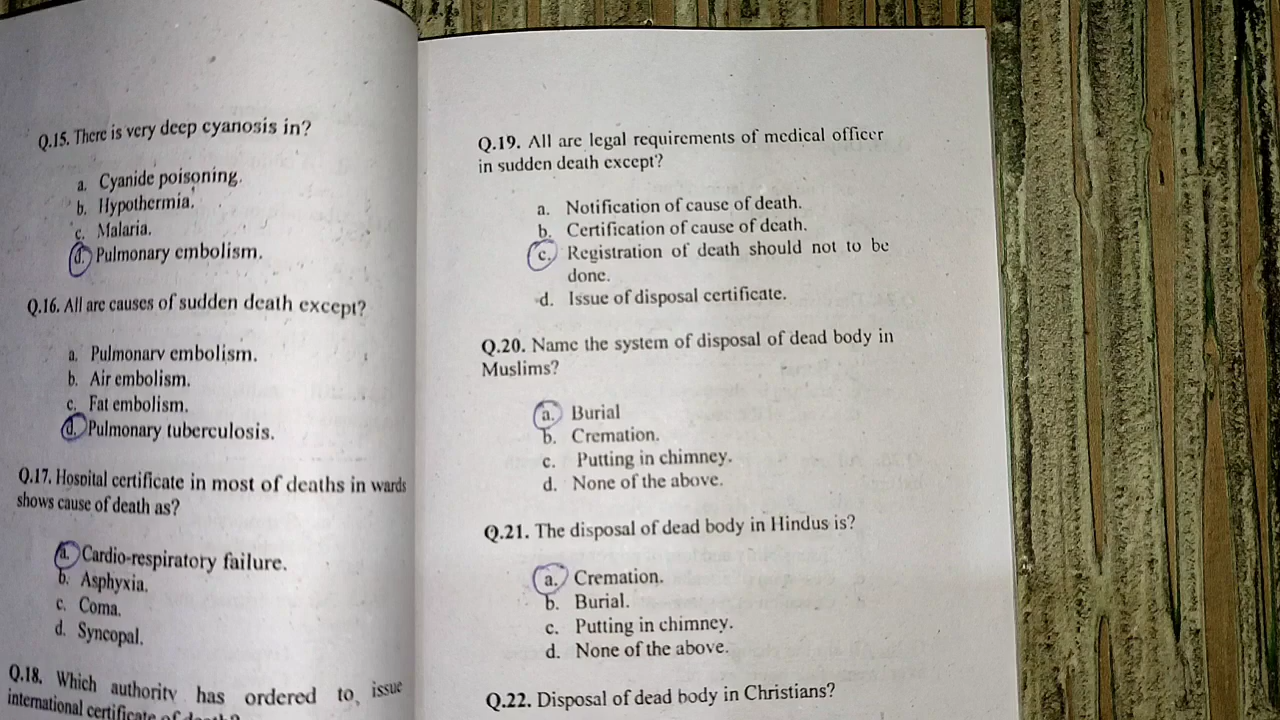 Q.15. There is very deep cyanosis in?
a. Cyanide poisoning.
b. Hypothermia.
c. Malaria.
d. Pulmonary embolism.
Q.16. All are causes of sudden death except?
a. Pulmonary embolism.
b. Air embolism.
c. Fat embolism.
d. Pulmonary tuberculosis.
Q.17. Hospital certificate in most of deaths in wards
shows cause of death as?
a. Cardio-respiratory failure.
b. Asphyxia.
c. Coma.
d. Syncopal.
Q.18. Which authority has ordered to, issue
international certificate of death?
Q.19. All are legal requirements of medical officer
in sudden death except?
a. Notification of cause of death.
b. Certification of cause of death.
c. Registration of death should not to be
done.
d. Issue of disposal certificate.
Q.20. Name the system of disposal of dead body in
Muslims?
a. Burial
b. Cremation.
c. Putting in chimney.
d. None of the above.
Q.21. The disposal of dead body in Hindus is?
a. Cremation.
b. Burial.
c. Putting in chimney.
d. None of the above.
Q.22. Disposal of dead body in Christians?